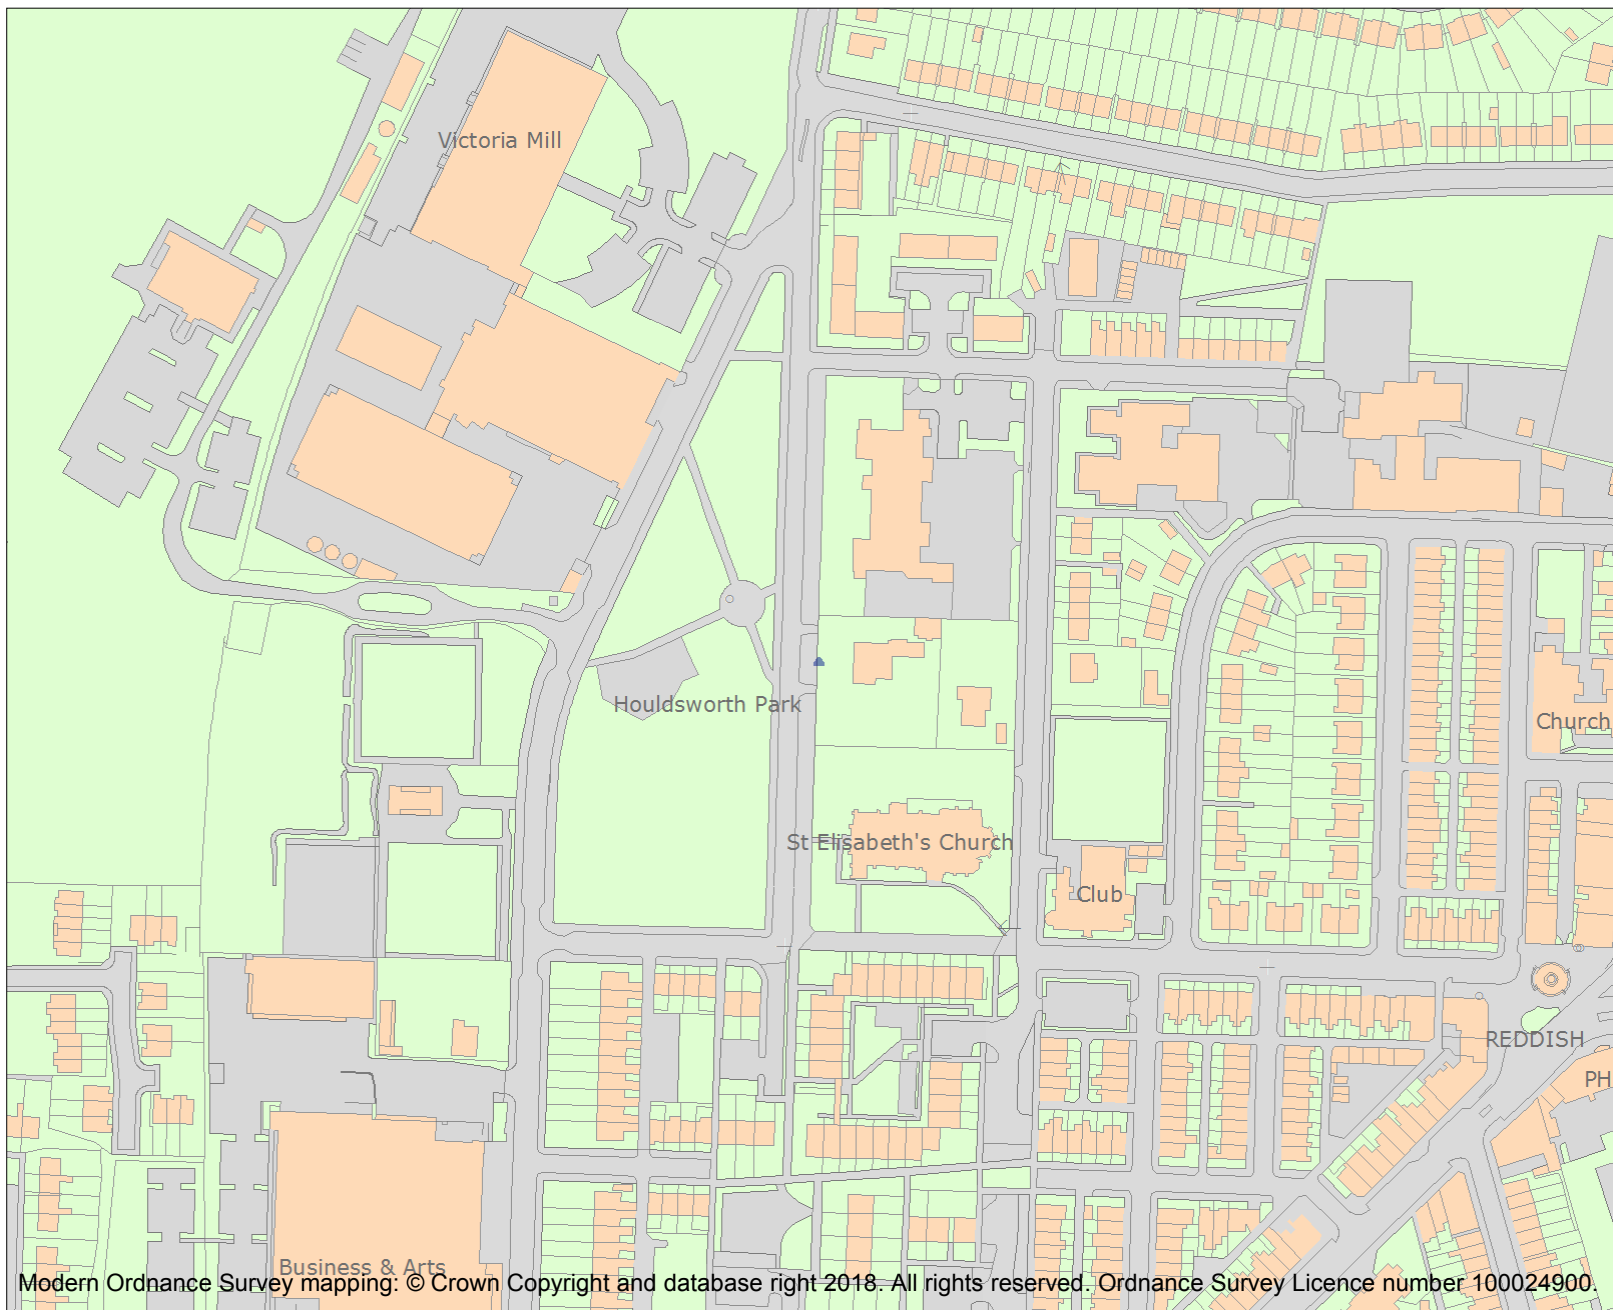 Victoria Mill
Houldsworth Park
Church
St Elisabeth's Church
Club
REDDISH
PH
Business & Arts
Modern Ordnance Survey mapping: © Crown Copyright and database right 2018. All rights reserved. Ordnance Survey Licence number 100024900.